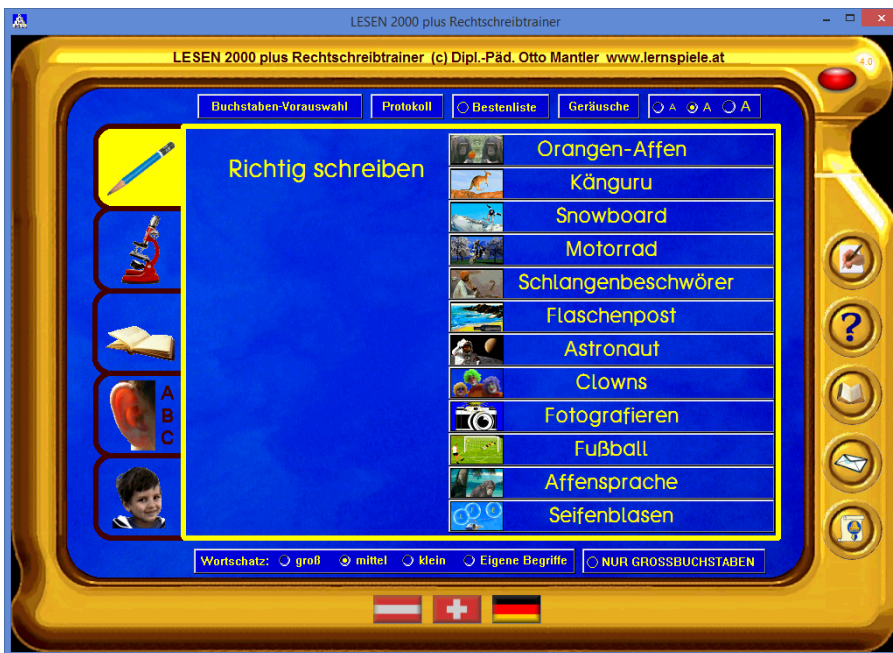 LESEN 2000 plus Rechtschreibtrainer
LESEN 2000 plus Rechtschreibtrainer (c) Dipl.-Päd. Otto Mantler www.lernspiele.at
4.0
Buchstaben-Vorauswahl Protokoll Bestenliste Geräusche A A A
Richtig schreiben
Orangen-Affen
Känguru
Snowboard
Motorrad
Schlangenbeschwörer
Flaschenpost
Astronaut
Clowns
Fotografieren
Fußball
Affensprache
Seifenblasen
A
B
C
?
Wortschatz: groß mittel klein Eigene Begriffe NUR GROSSBUCHSTABEN